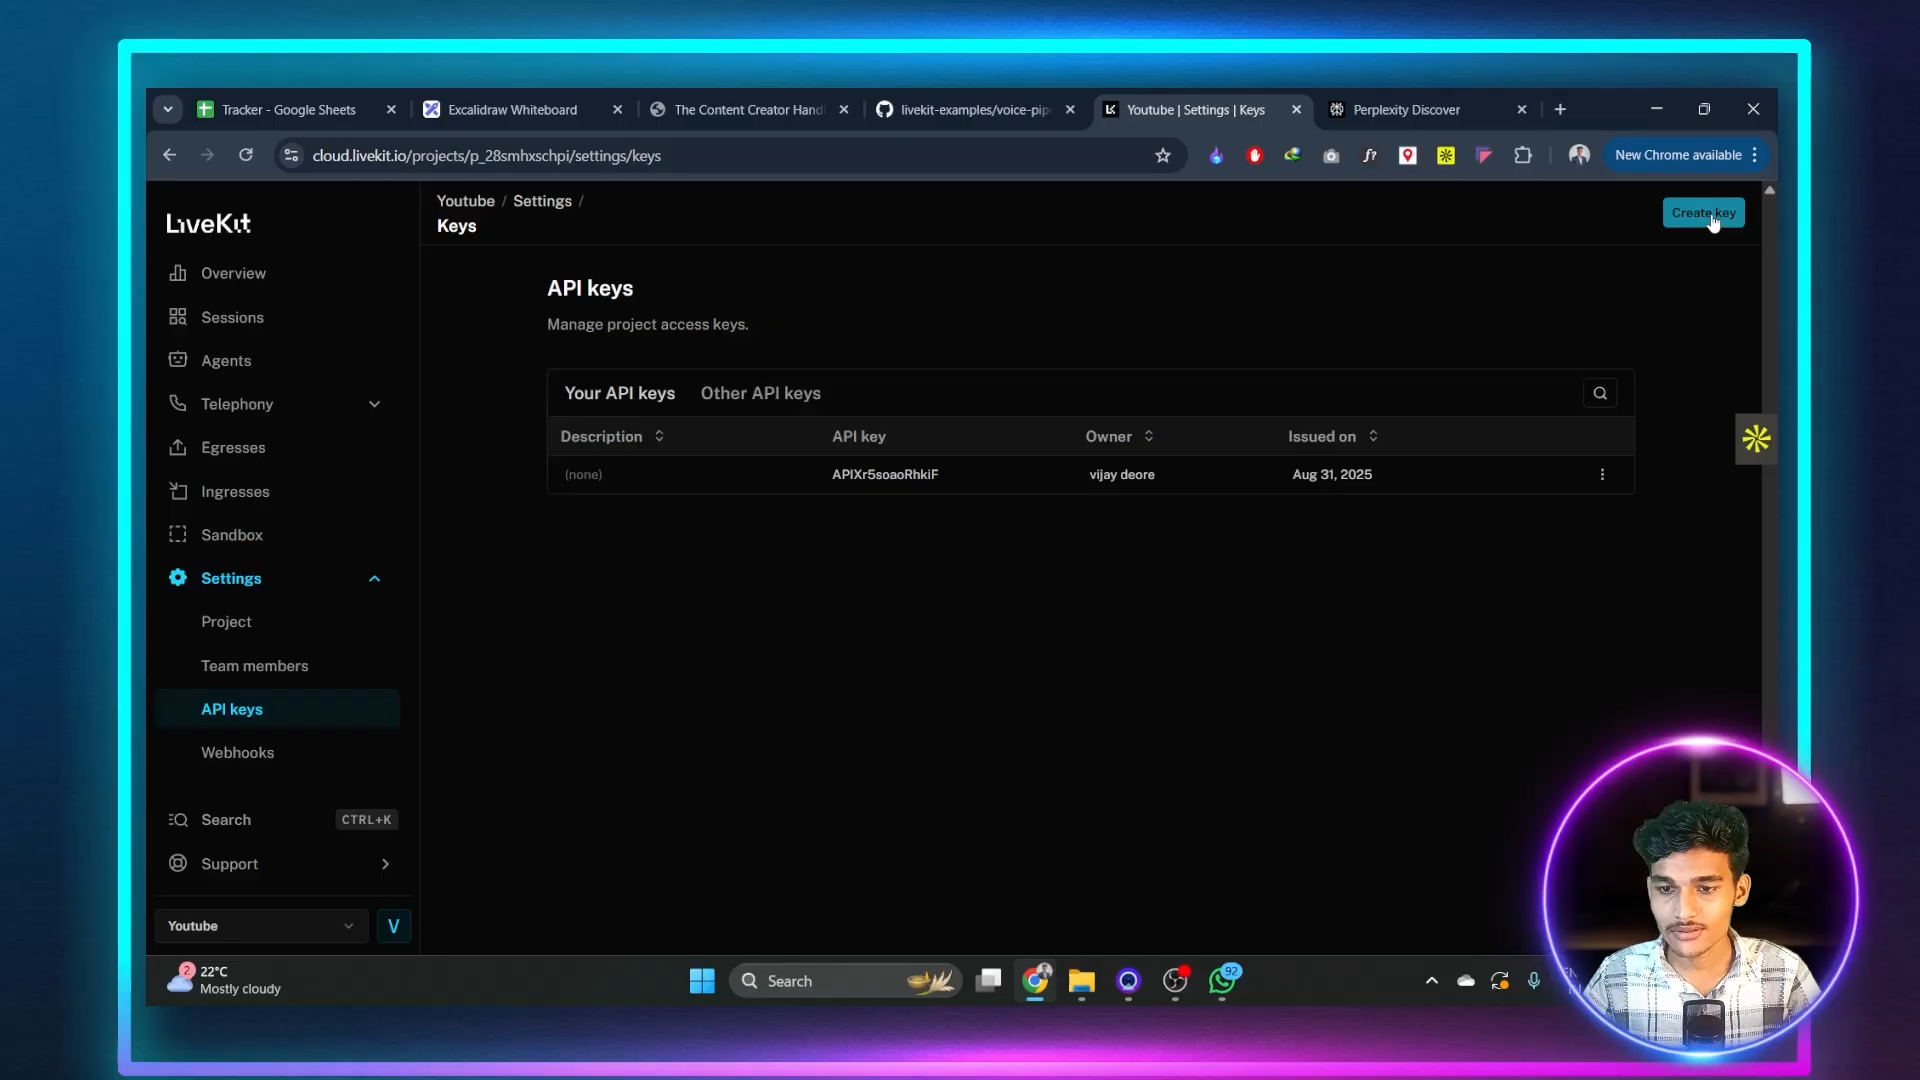 Tracker - Google Sheets
Excalidraw Whiteboard
The Content Creator Hand
livekit-examples/voice-pip
Youtube | Settings | Keys
Perplexity Discover
cloud.livekit.io/projects/p_28smhxschpi/settings/keys
f?
New Chrome available
LiveKit
Youtube / Settings /
Keys
Create key
Overview
Sessions
Agents
Telephony
Egresses
Ingresses
Sandbox
Settings
Project
Team members
API keys
Webhooks
Search CTRL+K
Support
Youtube
V
API keys
Manage project access keys.
Your API keys Other API keys
Description API key Owner Issued on
(none) APIXr5soaoRhkiF vijay deore Aug 31, 2025
2
22°C
Mostly cloudy
Search
92